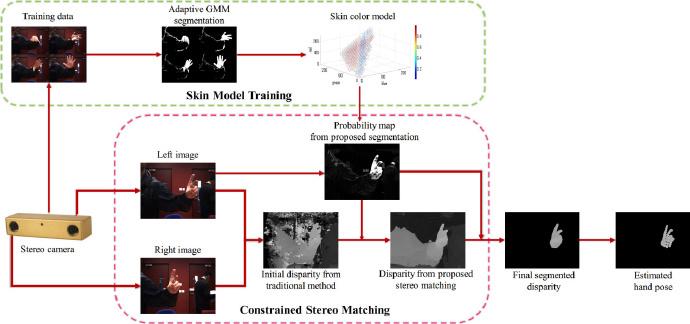 Training data
Adaptive GMM
segmentation
Skin color model
Skin Model Training
Probability map
from proposed segmentation
Left image
Stereo camera
Right image
Initial disparity from
traditional method
Disparity from proposed
stereo matching
Final segmented
disparity
Estimated
hand pose
Constrained Stereo Matching